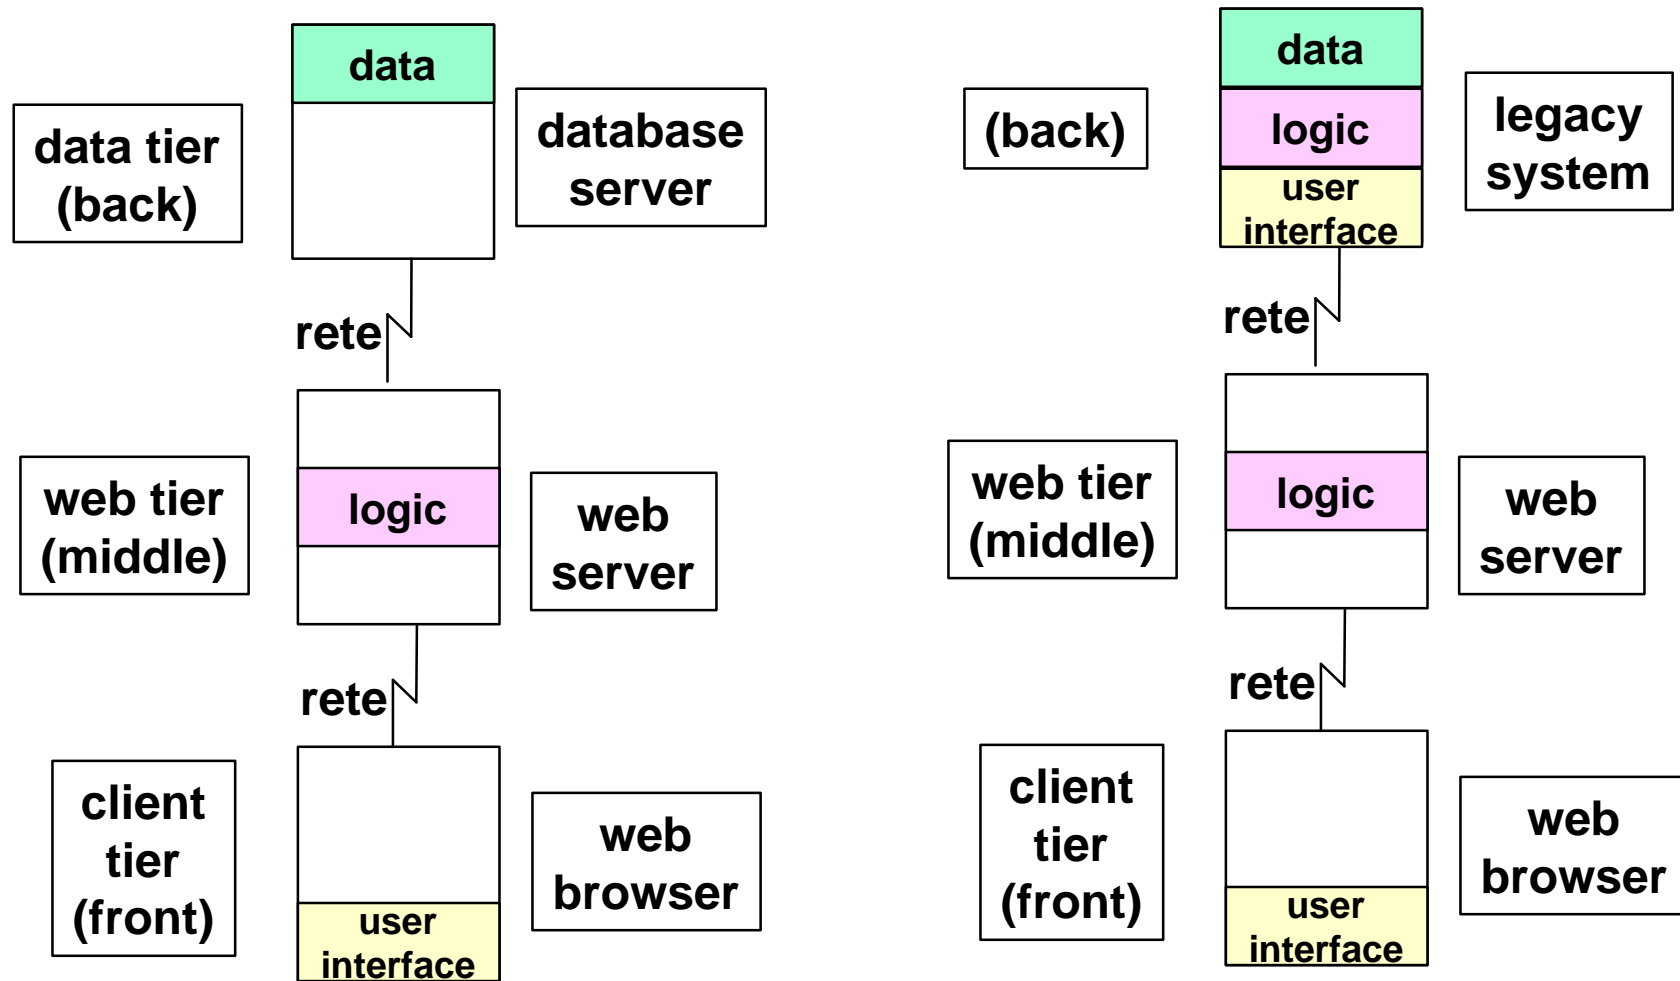 data
data tier
(back)
database
server
rete
web tier
(middle)
logic
web
server
rete
client
tier
(front)
web
browser
user
interface
data
(back)
logic
legacy
system
user
interface
rete
web tier
(middle)
logic
web
server
rete
client
tier
(front)
web
browser
user
interface